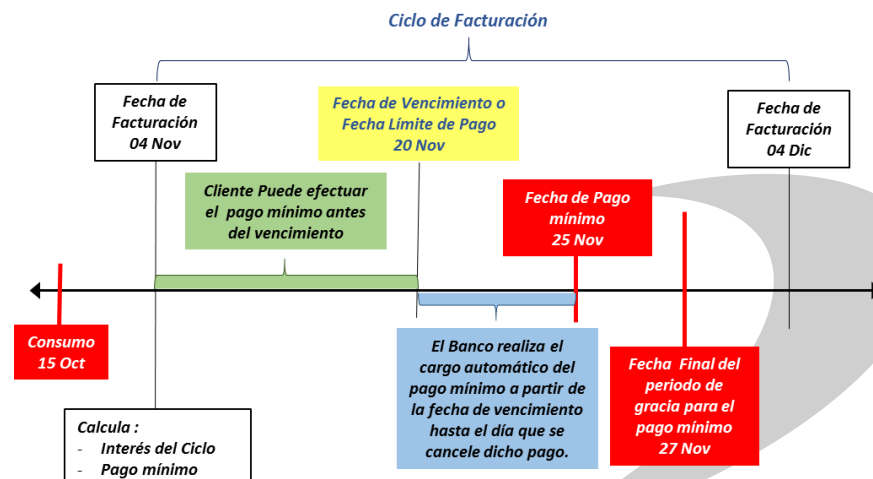 Ciclo de Facturación
Fecha de
Facturación
04 Nov
Fecha de Vencimiento o
Fecha Límite de Pago
20 Nov
Fecha de
Facturación
04 Dic
Cliente Puede efectuar
el pago mínimo antes
del vencimiento
Fecha de Pago
mínimo
25 Nov
Consumo
15 Oct
El Banco realiza el
cargo automático del
pago mínimo a partir de
la fecha de vencimiento
hasta el día que se
cancele dicho pago.
Fecha Final del
periodo de
gracia para el
pago mínimo
27 Nov
Calcula :
- Interés del Ciclo
- Pago mínimo